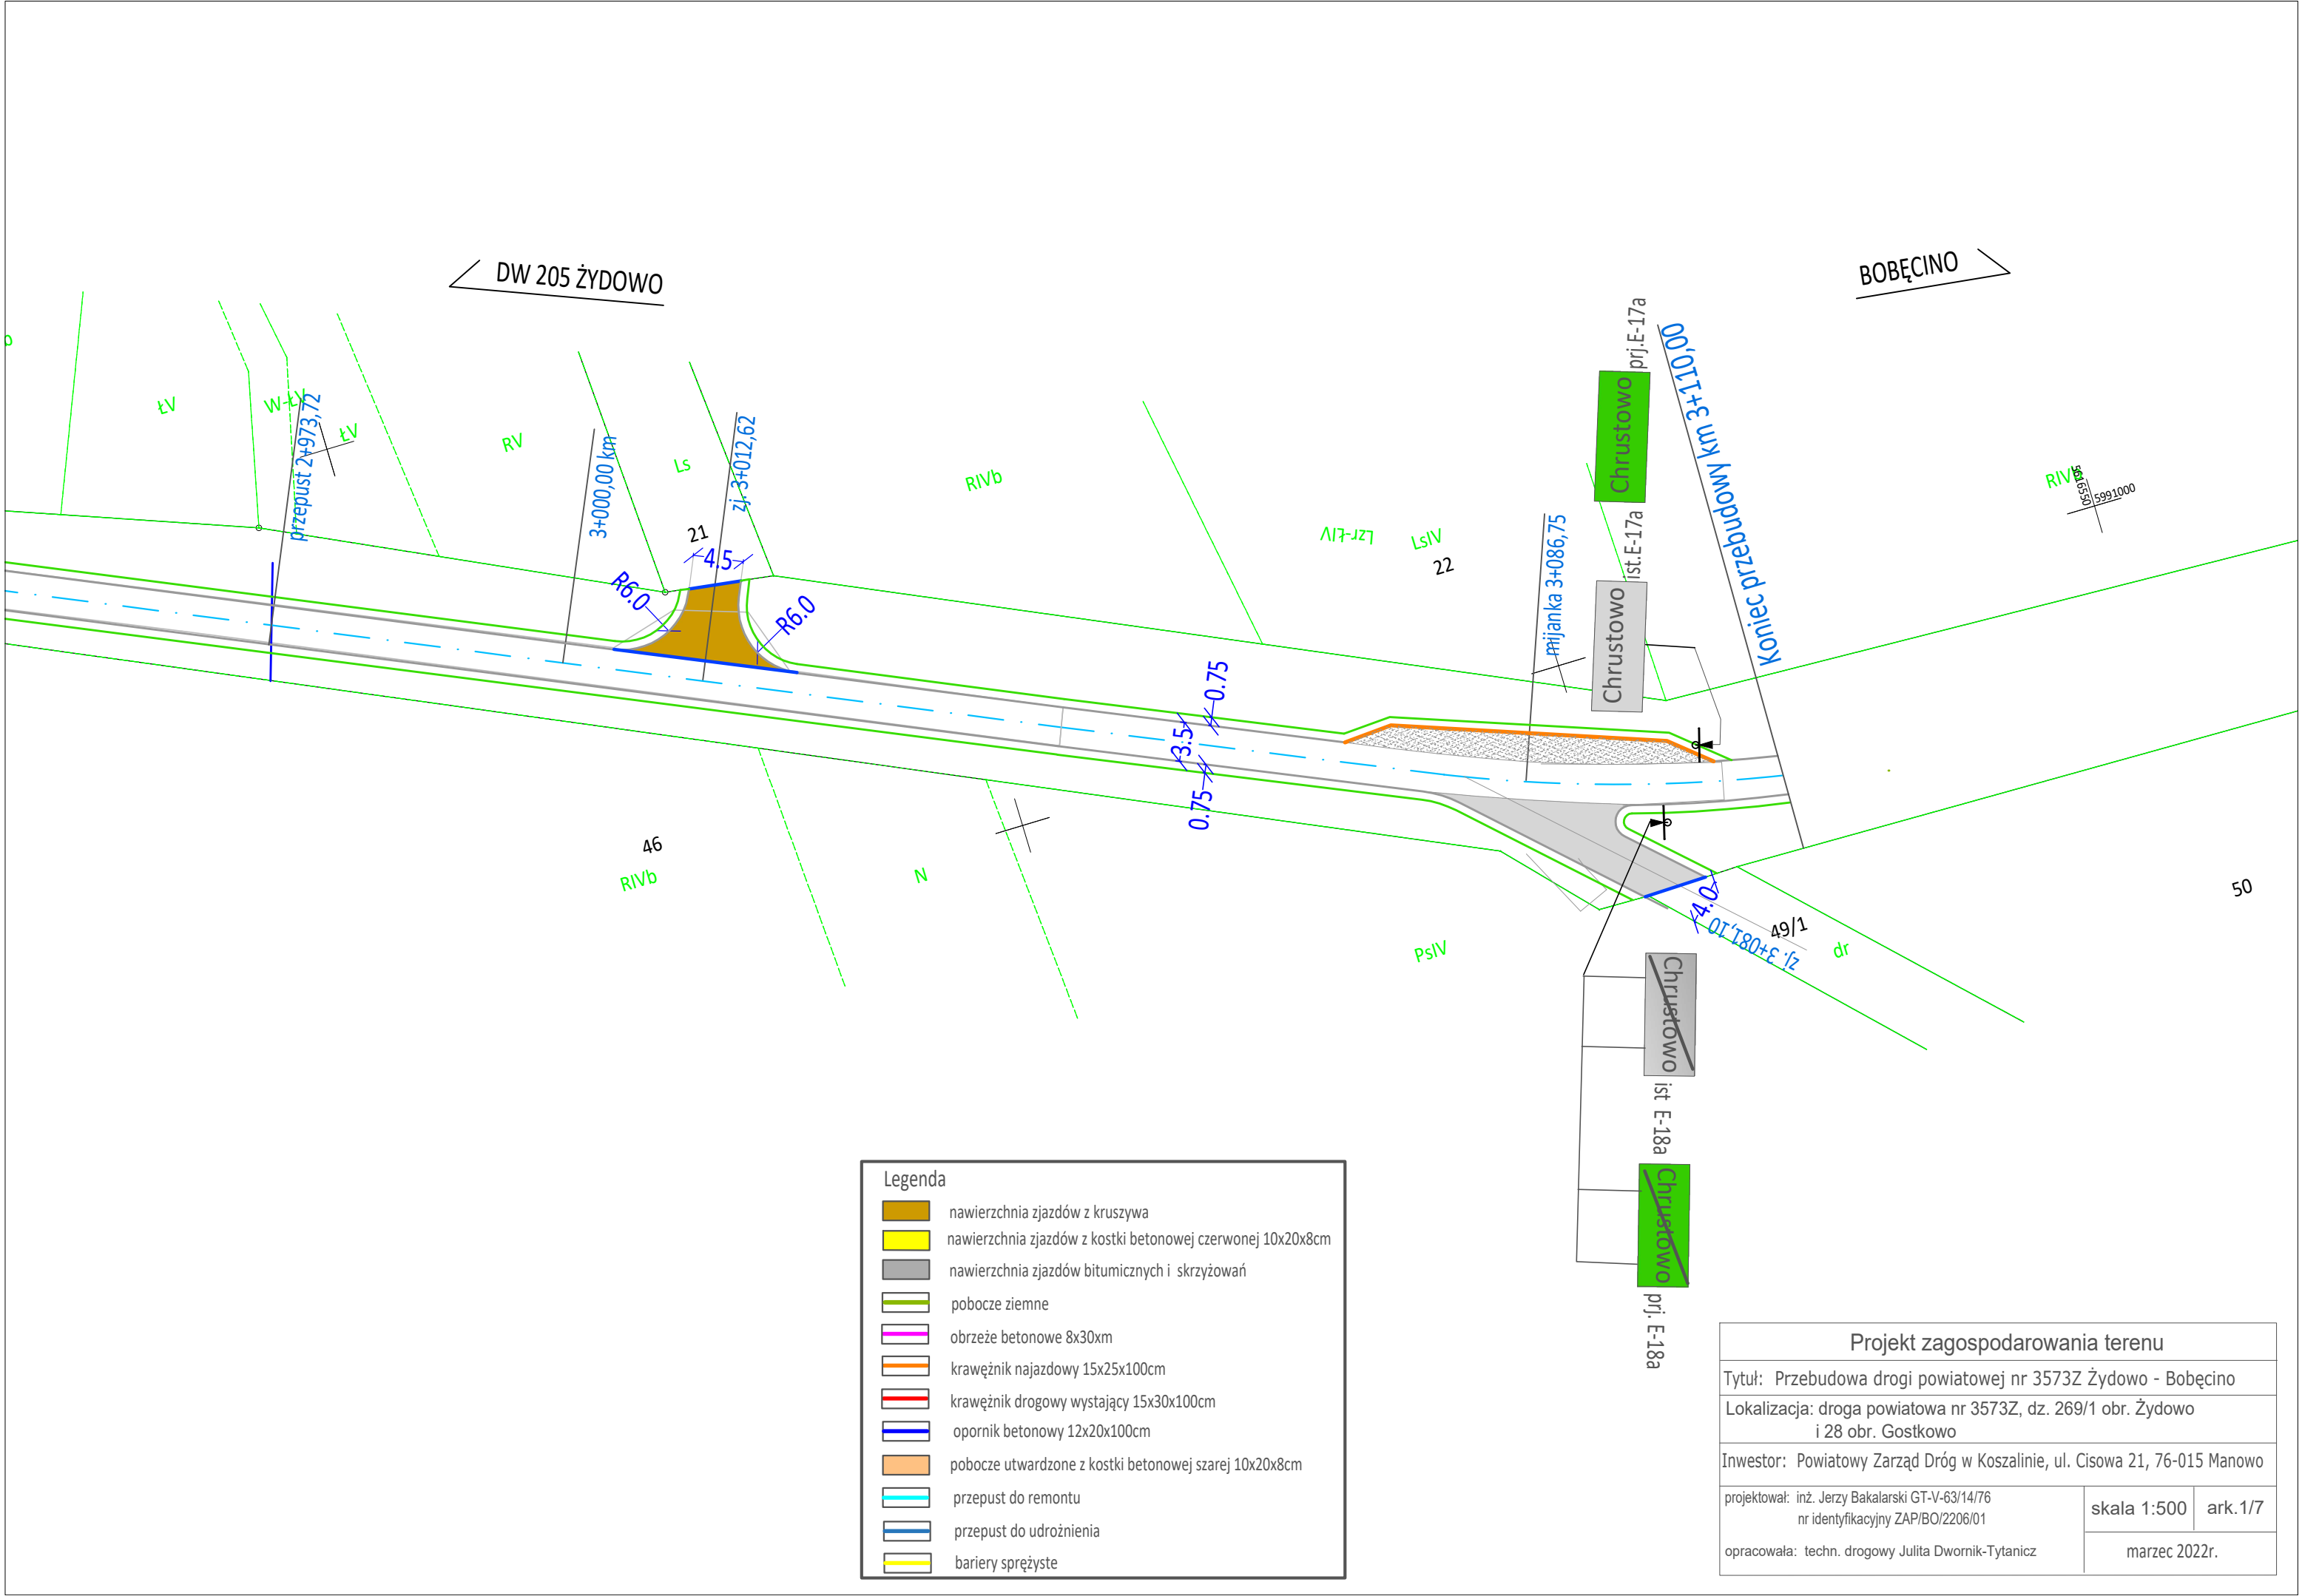 DW 205 ŻYDOWO
BOBĘCINO
ŁV
W-ŁV
ŁV
RV
Ls
RIVb
Lzr-ŁIV
LsIV
RIVb
przepust 2+973,72
3+000,00 km
zj. 3+012,62
mijanka 3+086,75
Koniec przebudowy km 3+110,00
prj.E-17a
Chrustowo
ist.E-17a
Chrustowo
5616550
5991000
21
4.5
R6.0
R6.0
22
0.75
3.5
0.75
46
RIVb
N
PsIV
4.0
zj. 3+081,10
49/1
dr
50
Chrustowo
ist E-18a
Chrustowo
prj. E-18a
Legenda
nawierzchnia zjazdów z kruszywa
nawierzchnia zjazdów z kostki betonowej czerwonej 10x20x8cm
nawierzchnia zjazdów bitumicznych i skrzyżowań
pobocze ziemne
obrzeże betonowe 8x30xm
krawężnik najazdowy 15x25x100cm
krawężnik drogowy wystający 15x30x100cm
opornik betonowy 12x20x100cm
pobocze utwardzone z kostki betonowej szarej 10x20x8cm
przepust do remontu
przepust do udrożnienia
bariery sprężyste
Projekt zagospodarowania terenu
Tytuł: Przebudowa drogi powiatowej nr 3573Z Żydowo - Bobęcino
Lokalizacja: droga powiatowa nr 3573Z, dz. 269/1 obr. Żydowo
i 28 obr. Gostkowo
Inwestor: Powiatowy Zarząd Dróg w Koszalinie, ul. Cisowa 21, 76-015 Manowo
projektował: inż. Jerzy Bakalarski GT-V-63/14/76
nr identyfikacyjny ZAP/BO/2206/01
skala 1:500
ark.1/7
opracowała: techn. drogowy Julita Dwornik-Tytanicz
marzec 2022r.